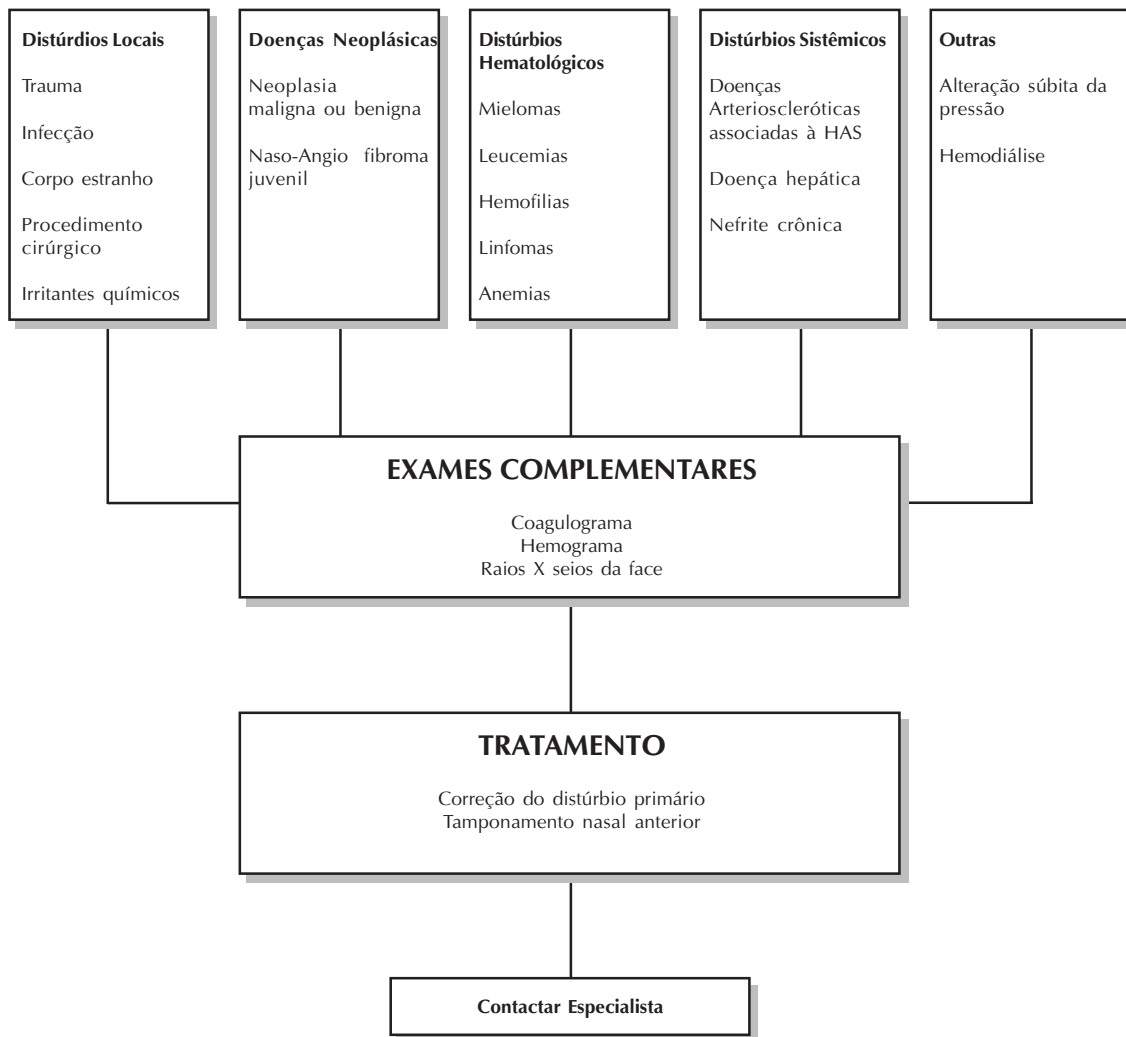 Distúrdios Locais
Trauma
Infecção
Corpo estranho
Procedimento
cirúrgico
Irritantes químicos
Doenças Neoplásicas
Neoplasia
maligna ou benigna
Naso-Angio fibroma
juvenil
Distúrbios
Hematológicos
Mielomas
Leucemias
Hemofilias
Linfomas
Anemias
Distúrbios Sistêmicos
Doenças
Arterioscleróticas
associadas à HAS
Doença hepática
Nefrite crônica
Outras
Alteração súbita da
pressão
Hemodiálise
EXAMES COMPLEMENTARES
Coagulograma
Hemograma
Raios X seios da face
TRATAMENTO
Correção do distúrbio primário
Tamponamento nasal anterior
Contactar Especialista